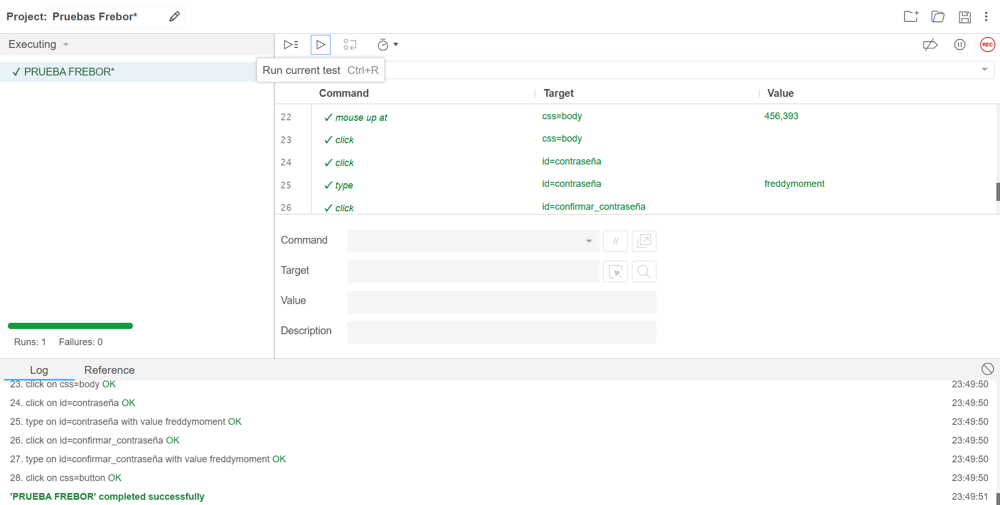 Project: Pruebas Frebor*
Executing
REC
✓ PRUEBA FREBOR*
Run current test Ctrl+R
Command Target Value
22 ✓ mouse up at css=body 456,393
23 ✓ click css=body
24 ✓ click id=contraseña
25 ✓ type id=contraseña freddymoment
26 ✓ click id=confirmar_contraseña
Command //
Target
Value
Description
Runs: 1 Failures: 0
Log Reference
23. click on css=body OK 23:49:50
24. click on id=contraseña OK 23:49:50
25. type on id=contraseña with value freddymoment OK 23:49:50
26. click on id=confirmar_contraseña OK 23:49:50
27. type on id=confirmar_contraseña with value freddymoment OK 23:49:50
28. click on css=button OK 23:49:50
'PRUEBA FREBOR' completed successfully 23:49:51